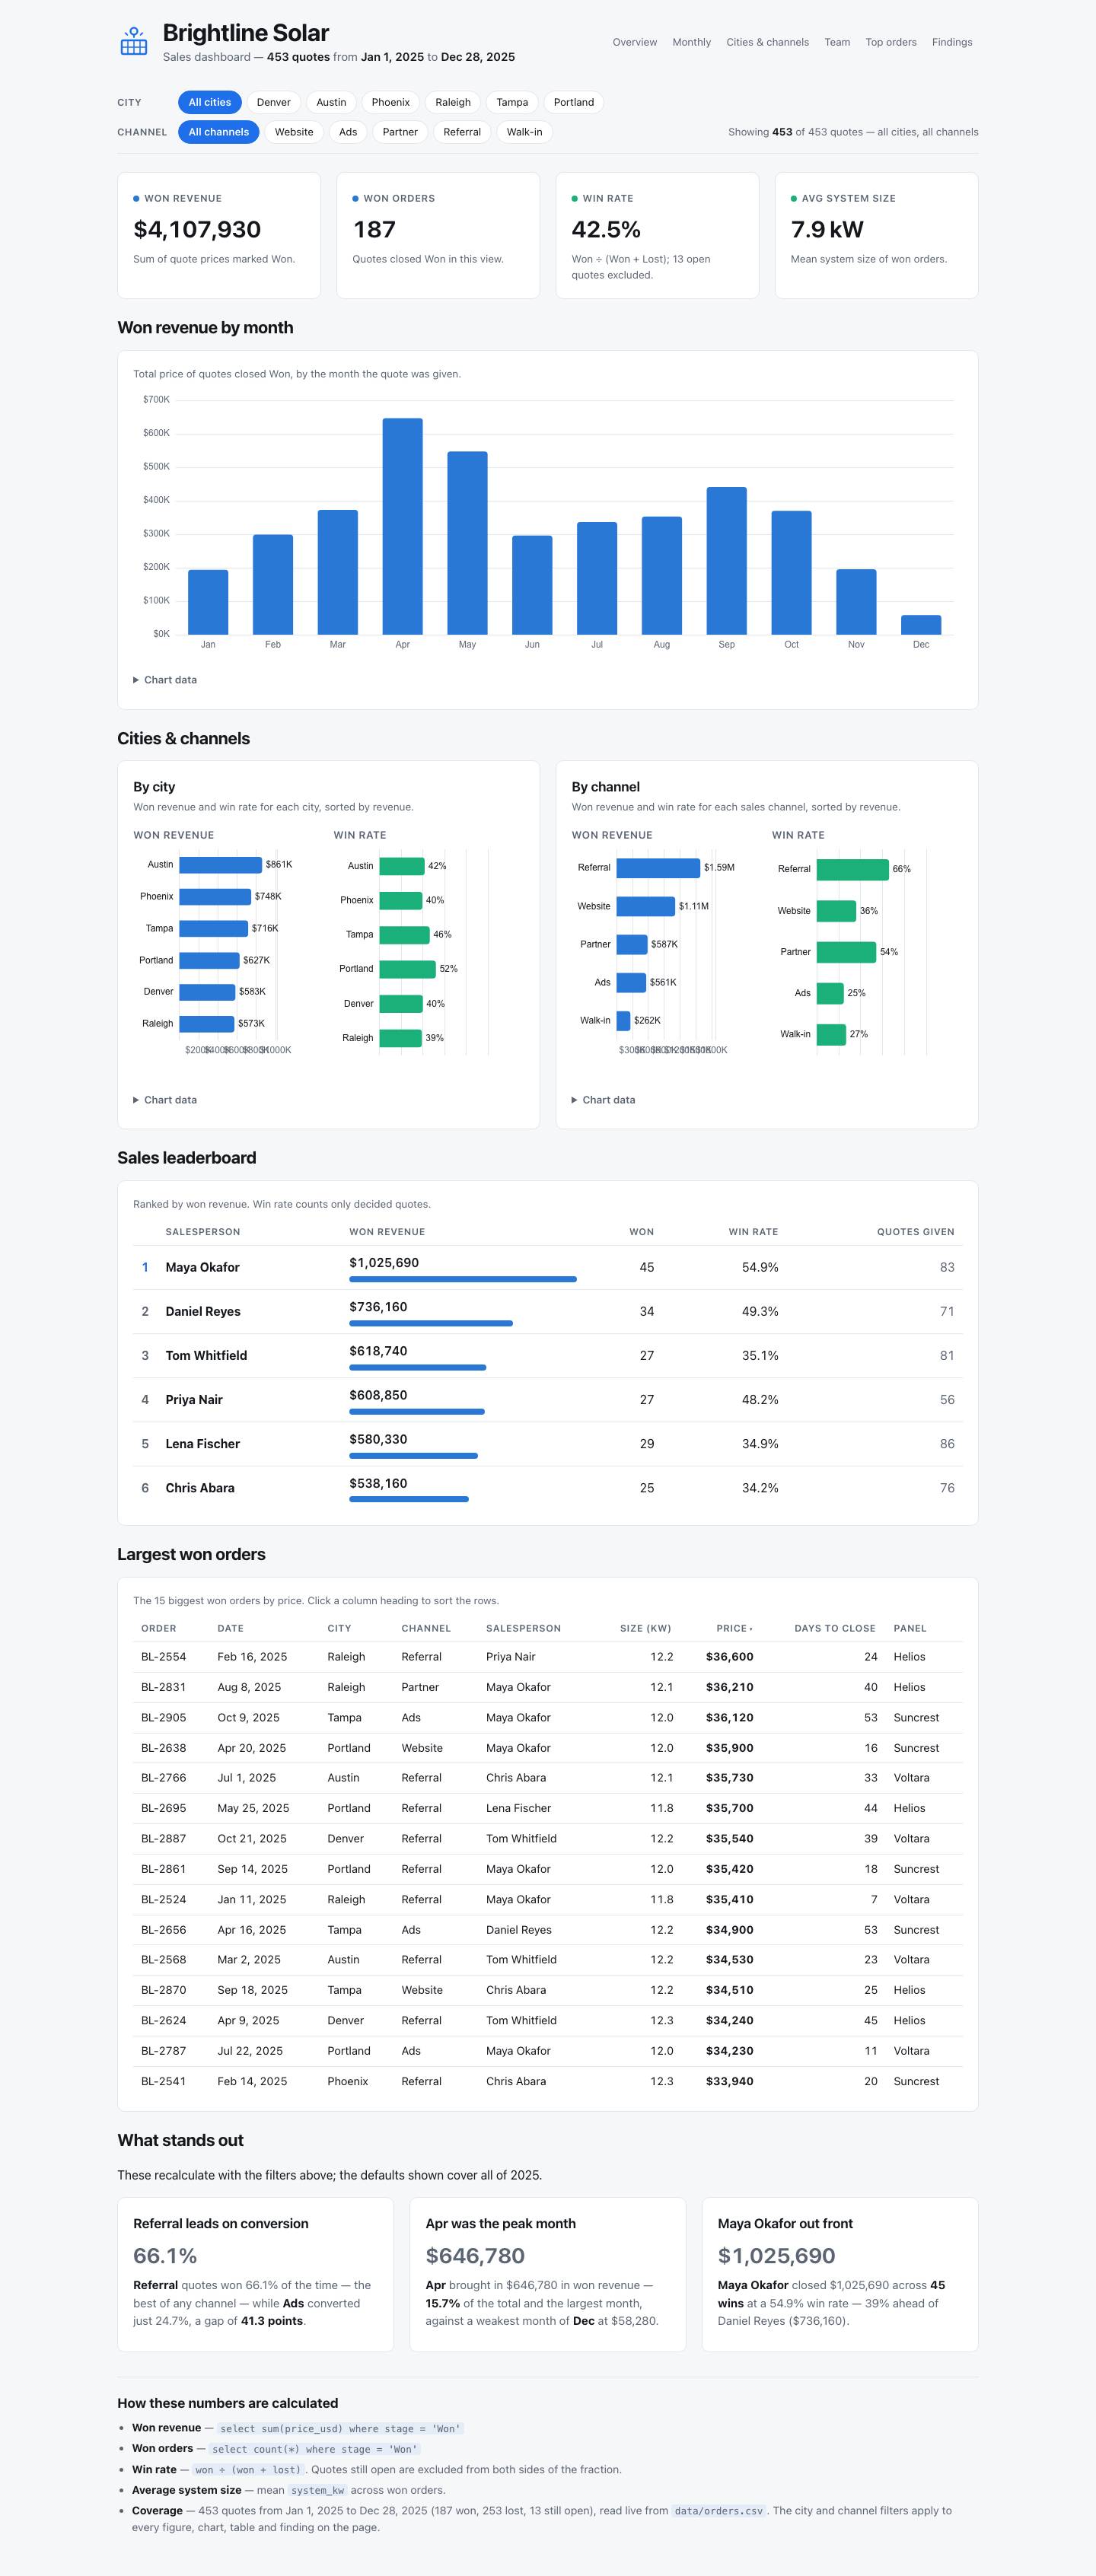 Brightline Solar
Sales dashboard — 453 quotes from Jan 1, 2025 to Dec 28, 2025
Overview Monthly Cities & channels Team Top orders Findings
CITY All cities Denver Austin Phoenix Raleigh Tampa Portland
CHANNEL All channels Website Ads Partner Referral Walk-in
Showing 453 of 453 quotes — all cities, all channels
WON REVENUE
$4,107,930
Sum of quote prices marked Won.
WON ORDERS
187
Quotes closed Won in this view.
WIN RATE
42.5%
Won ÷ (Won + Lost); 13 open
quotes excluded.
AVG SYSTEM SIZE
7.9 kW
Mean system size of won orders.
Won revenue by month
Total price of quotes closed Won, by the month the quote was given.
$700K
$600K
$500K
$400K
$300K
$200K
$100K
$0K
Jan Feb Mar Apr May Jun Jul Aug Sep Oct Nov Dec
Chart data
Cities & channels
By city
Won revenue and win rate for each city, sorted by revenue.
WON REVENUE
Austin $861K
Phoenix $748K
Tampa $716K
Portland $627K
Denver $583K
Raleigh $573K
WIN RATE
Austin 42%
Phoenix 40%
Tampa 46%
Portland 52%
Denver 40%
Raleigh 39%
Chart data
By channel
Won revenue and win rate for each sales channel, sorted by revenue.
WON REVENUE
Referral $1.59M
Website $1.11M
Partner $587K
Ads $561K
Walk-in $262K
WIN RATE
Referral 66%
Website 36%
Partner 54%
Ads 25%
Walk-in 27%
Chart data
Sales leaderboard
Ranked by won revenue. Win rate counts only decided quotes.
SALESPERSON WON REVENUE WON WIN RATE QUOTES GIVEN
1 Maya Okafor $1,025,690 45 54.9% 83
2 Daniel Reyes $736,160 34 49.3% 71
3 Tom Whitfield $618,740 27 35.1% 81
4 Priya Nair $608,850 27 48.2% 56
5 Lena Fischer $580,330 29 34.9% 86
6 Chris Abara $538,160 25 34.2% 76
Largest won orders
The 15 biggest won orders by price. Click a column heading to sort the rows.
ORDER DATE CITY CHANNEL SALESPERSON SIZE (KW) PRICE DAYS TO CLOSE PANEL
BL-2554 Feb 16, 2025 Raleigh Referral Priya Nair 12.2 $36,600 24 Helios
BL-2831 Aug 8, 2025 Raleigh Partner Maya Okafor 12.1 $36,210 40 Helios
BL-2905 Oct 9, 2025 Tampa Ads Maya Okafor 12.0 $36,120 53 Suncrest
BL-2638 Apr 20, 2025 Portland Website Maya Okafor 12.0 $35,900 16 Suncrest
BL-2766 Jul 1, 2025 Austin Referral Chris Abara 12.1 $35,730 33 Voltara
BL-2695 May 25, 2025 Portland Referral Lena Fischer 11.8 $35,700 44 Helios
BL-2887 Oct 21, 2025 Denver Referral Tom Whitfield 12.2 $35,540 39 Voltara
BL-2861 Sep 14, 2025 Portland Referral Maya Okafor 12.0 $35,420 18 Suncrest
BL-2524 Jan 11, 2025 Raleigh Referral Maya Okafor 11.8 $35,410 7 Voltara
BL-2656 Apr 16, 2025 Tampa Ads Daniel Reyes 12.2 $34,900 53 Suncrest
BL-2568 Mar 2, 2025 Austin Referral Tom Whitfield 12.2 $34,530 23 Voltara
BL-2870 Sep 18, 2025 Tampa Website Chris Abara 12.2 $34,510 25 Helios
BL-2624 Apr 9, 2025 Denver Referral Tom Whitfield 12.3 $34,240 45 Helios
BL-2787 Jul 22, 2025 Portland Ads Maya Okafor 12.0 $34,230 11 Voltara
BL-2541 Feb 14, 2025 Phoenix Referral Chris Abara 12.3 $33,940 20 Suncrest
What stands out
These recalculate with the filters above; the defaults shown cover all of 2025.
Referral leads on conversion
66.1%
Referral quotes won 66.1% of the time — the
best of any channel — while Ads converted
just 24.7%, a gap of 41.3 points.
Apr was the peak month
$646,780
Apr brought in $646,780 in won revenue —
15.7% of the total and the largest month,
against a weakest month of Dec at $58,280.
Maya Okafor out front
$1,025,690
Maya Okafor closed $1,025,690 across 45
wins at a 54.9% win rate — 39% ahead of
Daniel Reyes ($736,160).
How these numbers are calculated
• Won revenue — select sum(price_usd) where stage = 'Won'
• Won orders — select count(*) where stage = 'Won'
• Win rate — won ÷ (won + lost). Quotes still open are excluded from both sides of the fraction.
• Average system size — mean system_kw across won orders.
• Coverage — 453 quotes from Jan 1, 2025 to Dec 28, 2025 (187 won, 253 lost, 13 still open), read live from data/orders.csv. The city and channel filters apply to
every figure, chart, table and finding on the page.